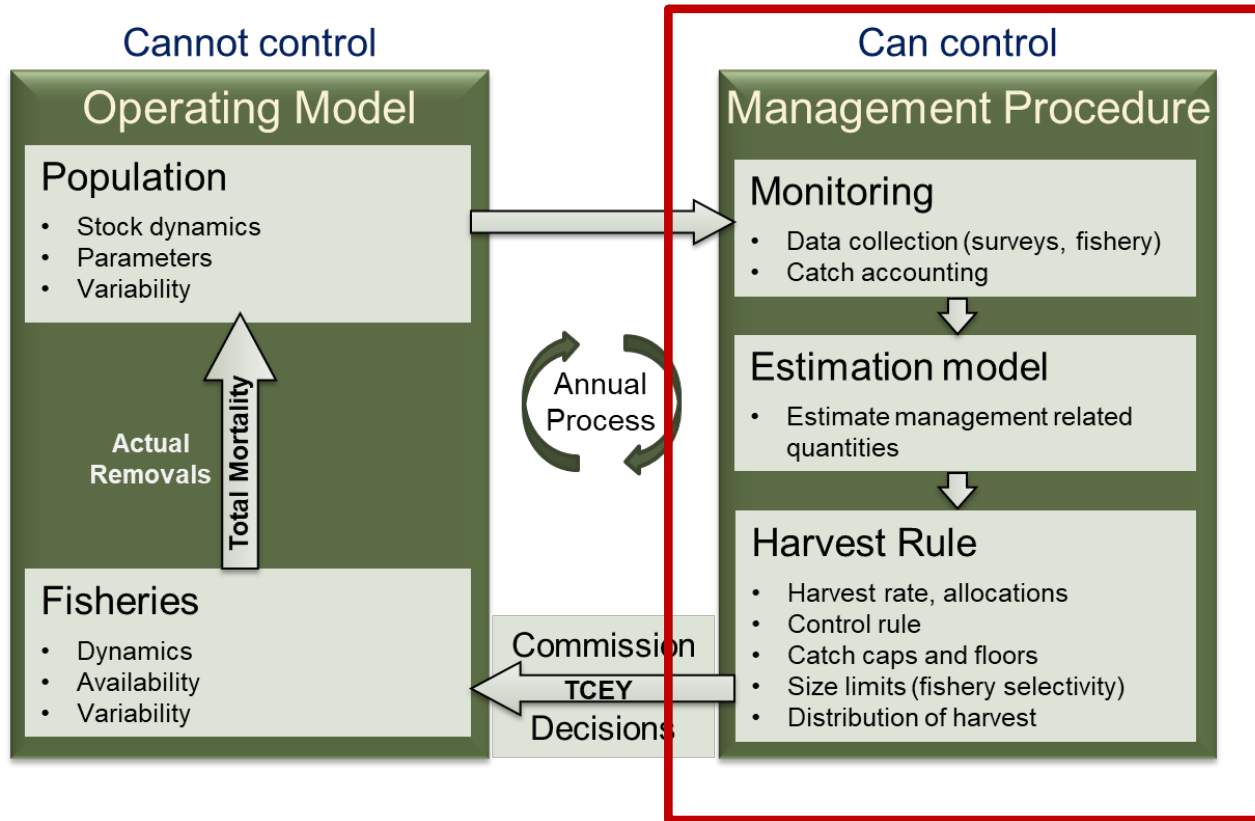 Cannot control
Operating Model
Population
• Stock dynamics
• Parameters
• Variability
Actual
Removals
Total Mortality
Fisheries
• Dynamics
• Availability
• Variability
Annual
Process
Commission
TCEY
Decisions
Can control
Management Procedure
Monitoring
• Data collection (surveys, fishery)
• Catch accounting
Estimation model
• Estimate management related
quantities
Harvest Rule
• Harvest rate, allocations
• Control rule
• Catch caps and floors
• Size limits (fishery selectivity)
• Distribution of harvest